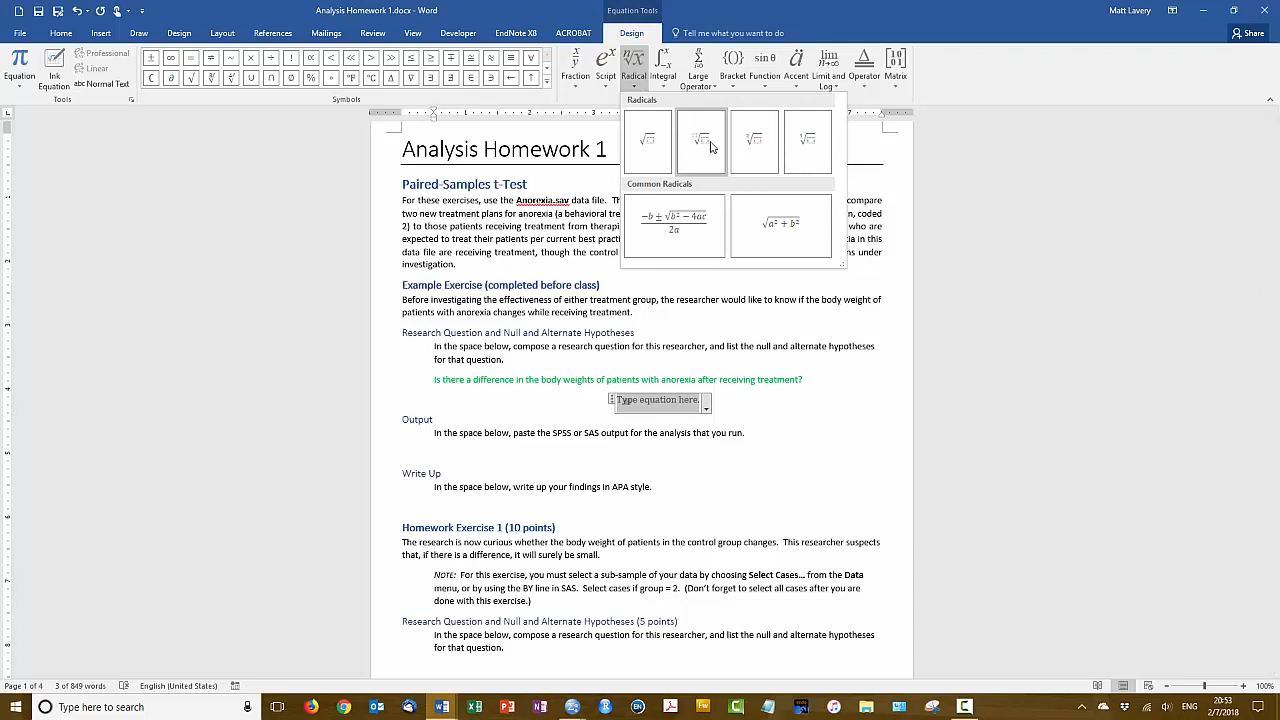 Analysis Homework 1.docx - Word
Equation Tools
Matt Lavery
File Home Insert Draw Design Layout References Mailings Review View Developer EndNote X8 ACROBAT Design Tell me what you want to do
Share
Equation
Ink Equation
Professional
Linear
abc Normal Text
Fraction Script Radical Integral Large Operator Bracket Function Accent Limit and Log Operator Matrix
Tools Symbols
Radicals
Common Radicals
−b ± √b² − 4ac
2a
√a² + b²
Analysis Homework 1
Paired-Samples t-Test
For these exercises, use the Anorexia.sav data file. compare
two new treatment plans for anorexia (a behavioral coded
2) to those patients receiving treatment from who are
expected to treat their patients per current best in this
data file are receiving treatment, though the control under
investigation.
Example Exercise (completed before class)
Before investigating the effectiveness of either treatment group, the researcher would like to know if the body weight of
patients with anorexia changes while receiving treatment.
Research Question and Null and Alternate Hypotheses
In the space below, compose a research question for this researcher, and list the null and alternate hypotheses
for that question.
Is there a difference in the body weights of patients with anorexia after receiving treatment?
Type equation here.
Output
In the space below, paste the SPSS or SAS output for the analysis that you run.
Write Up
In the space below, write up your findings in APA style.
Homework Exercise 1 (10 points)
The research is now curious whether the body weight of patients in the control group changes. This researcher suspects
that, if there is a difference, it will surely be small.
NOTE: For this exercise, you must select a sub-sample of your data by choosing Select Cases... from the Data
menu, or by using the BY line in SAS. Select cases if group = 2. (Don't forget to select all cases after you are
done with this exercise.)
Research Question and Null and Alternate Hypotheses (5 points)
In the space below, compose a research question for this researcher, and list the null and alternate hypotheses
for that question.
Page 1 of 4 3 of 849 words English (United States) 100%
Type here to search
20:53
2/7/2018